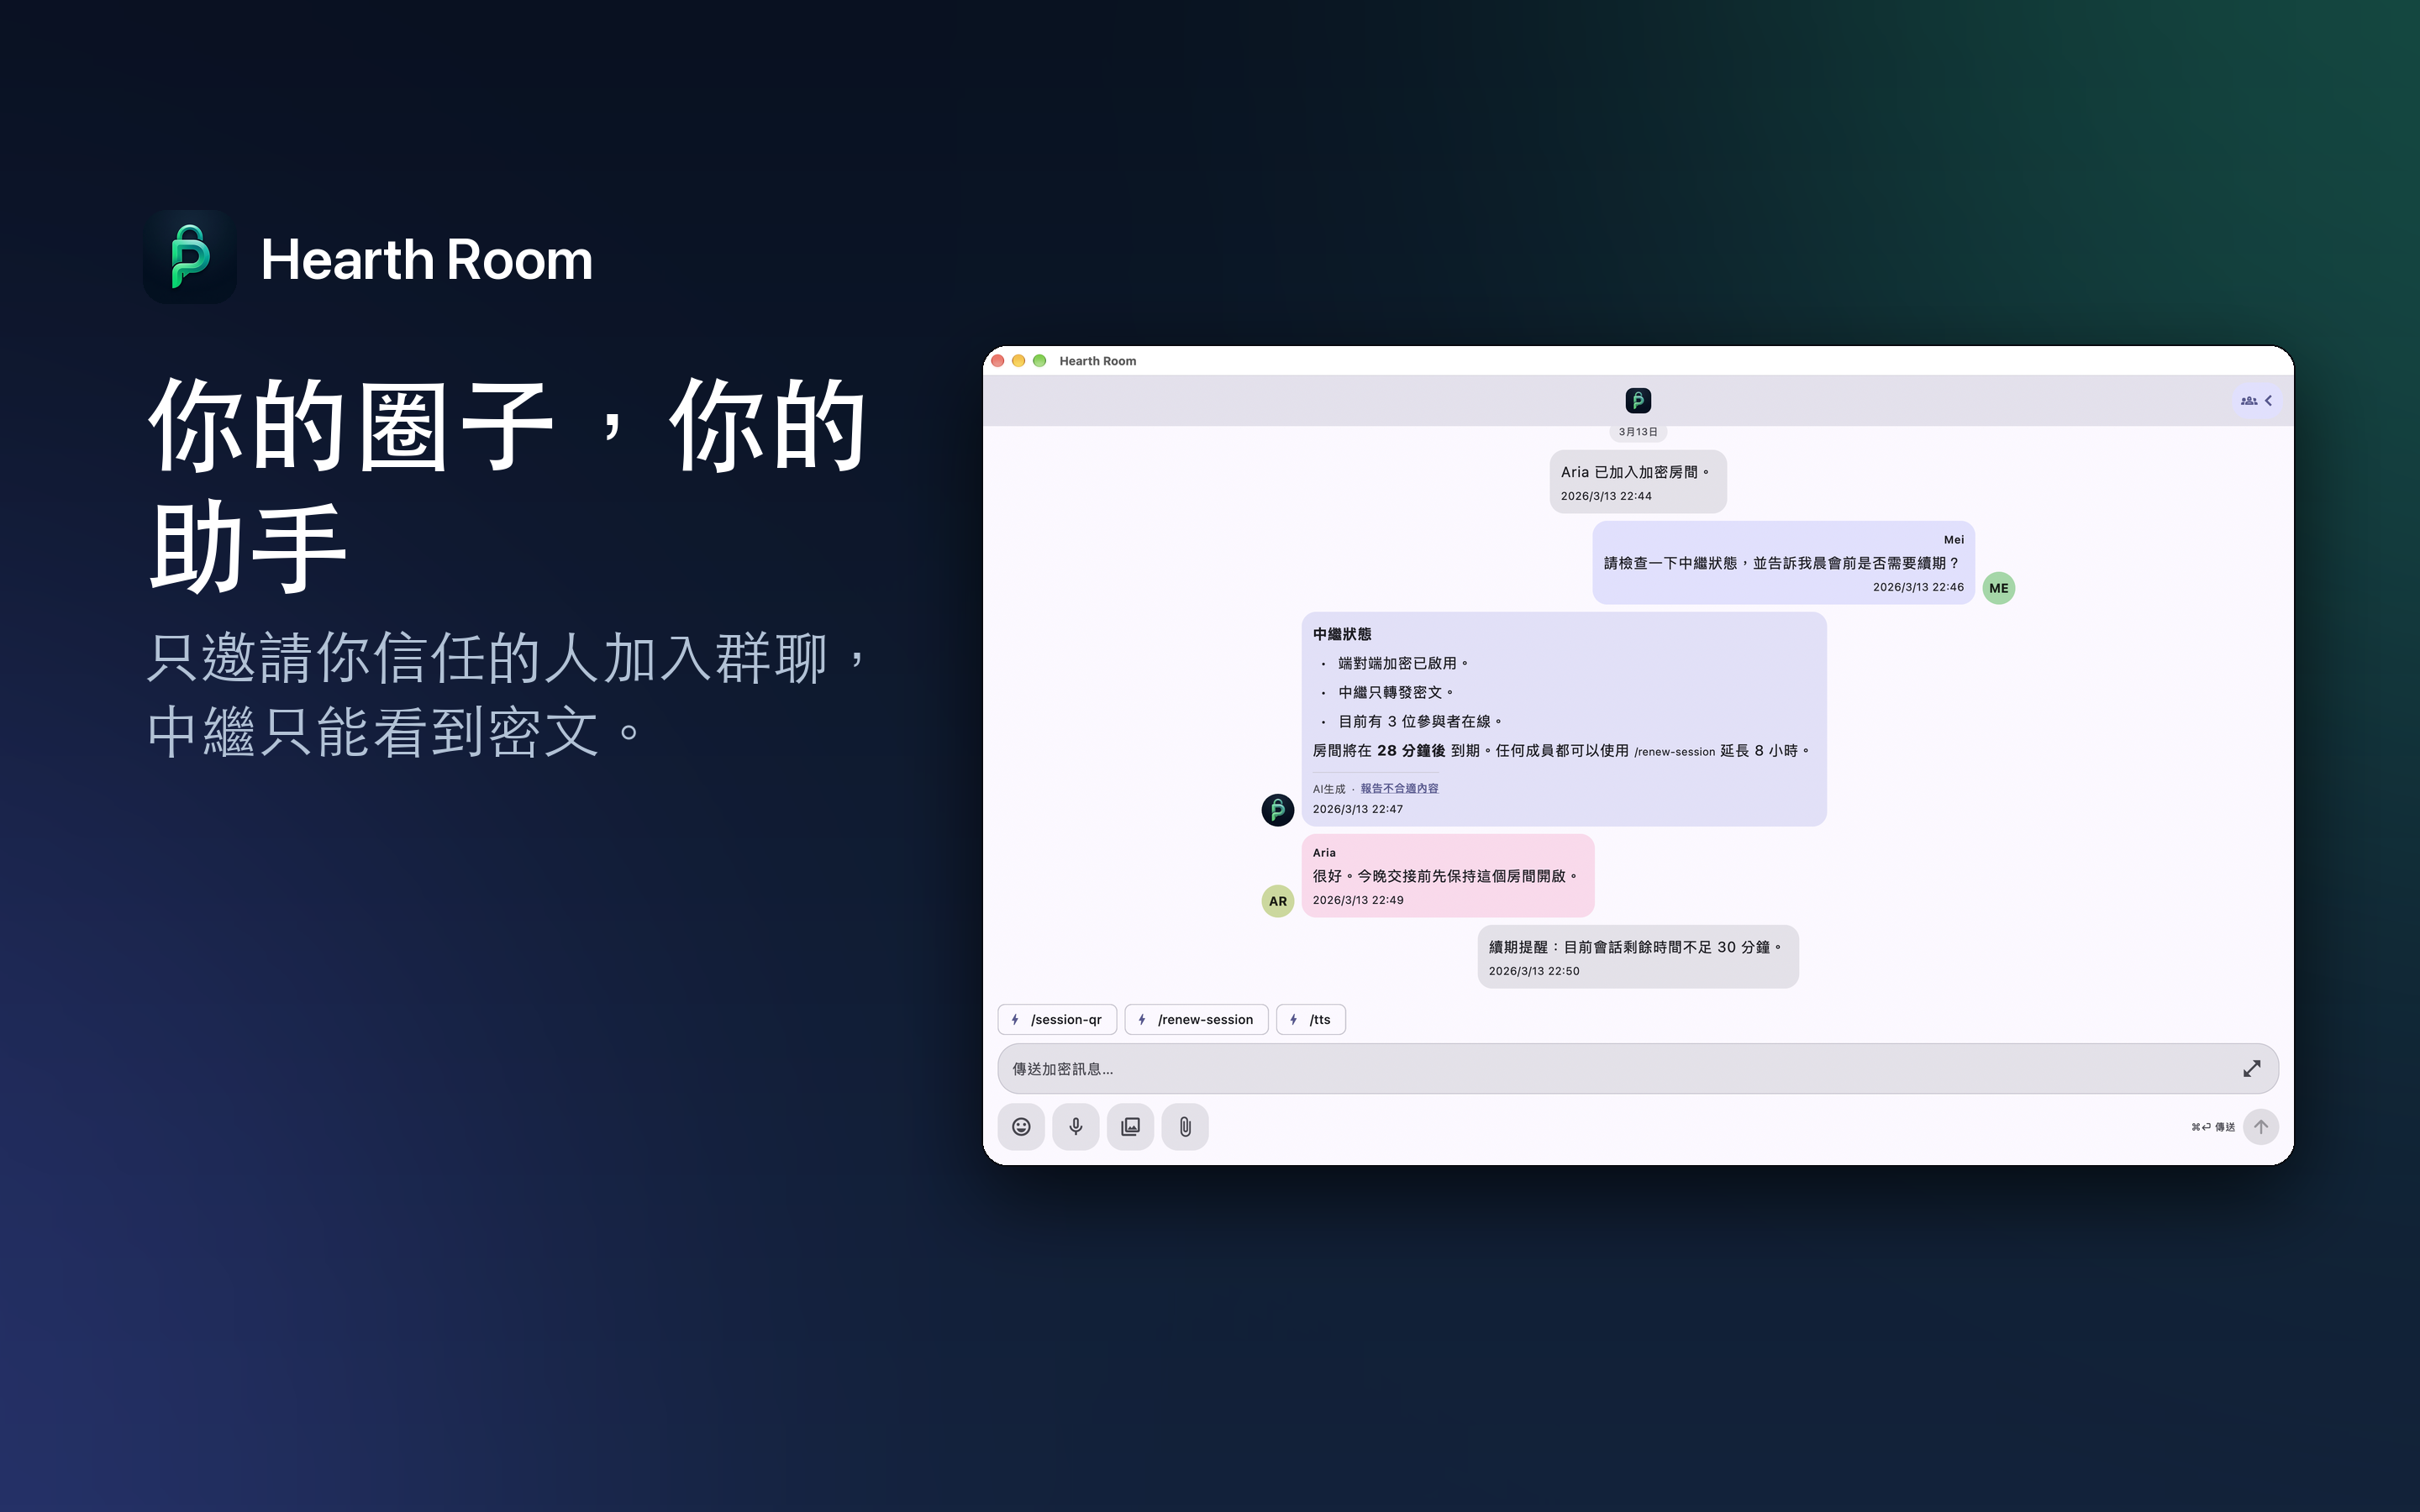 Hearth Room
你的圈子，你的
助手
只邀請你信任的人加入群聊，
中繼只能看到密文。
Hearth Room
3月13日
Aria 已加入加密房間。
2026/3/13 22:44
Mei
請檢查一下中繼狀態，並告訴我晨會前是否需要續期？
2026/3/13 22:46
ME
中繼狀態
• 端對端加密已啟用。
• 中繼只轉發密文。
• 目前有 3 位參與者在線。
房間將在 28 分鐘後 到期。任何成員都可以使用 /renew-session 延長 8 小時。
AI生成 · 報告不合適內容
2026/3/13 22:47
Aria
很好。今晚交接前先保持這個房間開啟。
2026/3/13 22:49
AR
續期提醒：目前會話剩餘時間不足 30 分鐘。
2026/3/13 22:50
/session-qr /renew-session /tts
傳送加密訊息...
⌘⏎ 傳送